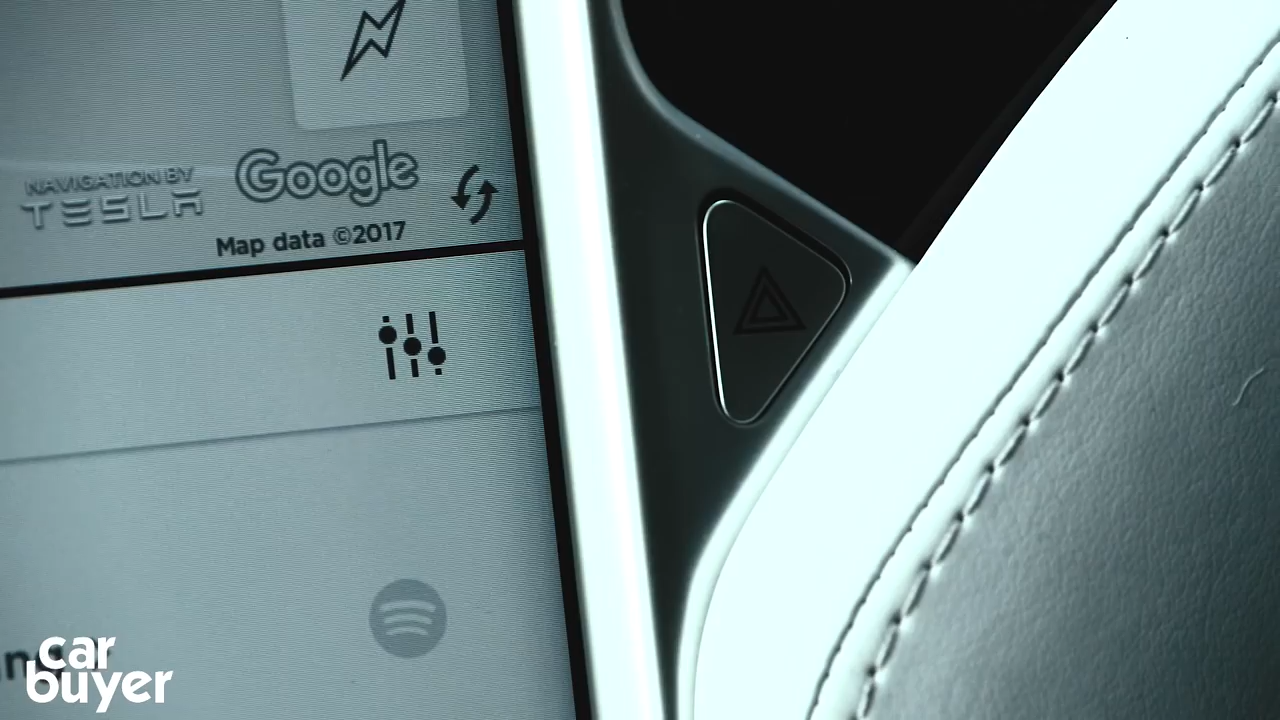 NAVIGATION BY
TESLA
Google
Map data ©2017
car
buyer